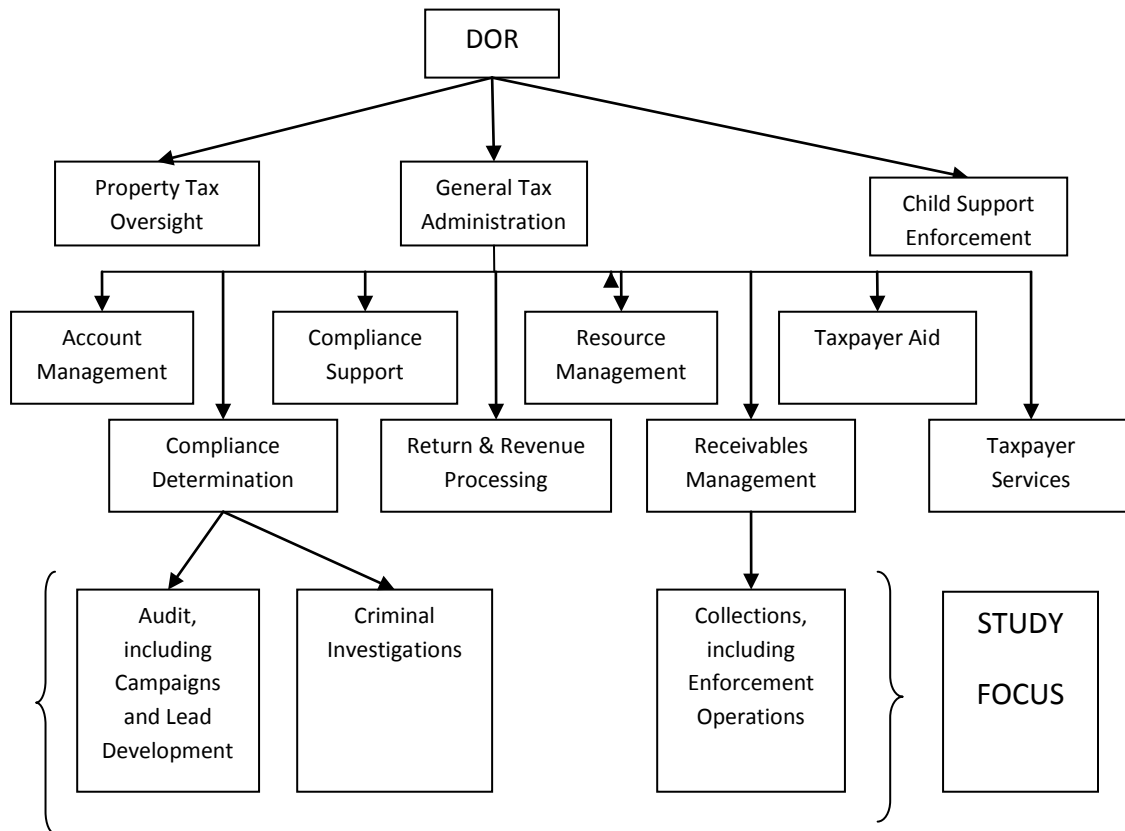 DOR
Property Tax
Oversight
General Tax
Administration
Child Support
Enforcement
Account
Management
Compliance
Support
Resource
Management
Taxpayer Aid
Compliance
Determination
Return & Revenue
Processing
Receivables
Management
Taxpayer
Services
Audit,
including
Campaigns
and Lead
Development
Criminal
Investigations
Collections,
including
Enforcement
Operations
STUDY
FOCUS